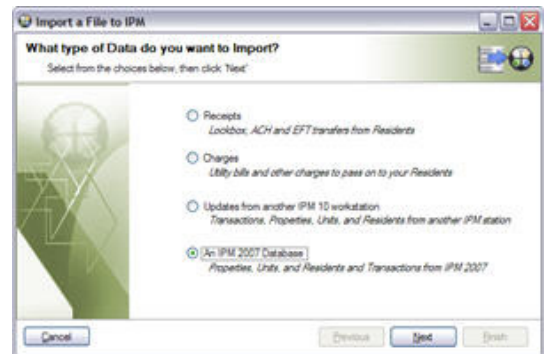 Import a File to IPM
What type of Data do you want to Import?
Select from the choices below, then click 'Next'
Receipts
Lockbox, ACH and EFT transfers from Residents
Charges
Utility bills and other charges to pass on to your Residents
Updates from another IPM 10 workstation
Transactions, Properties, Units, and Residents from another IPM station
An IPM 2007 Database
Properties, Units, and Residents and Transactions from IPM 2007
Cancel
Previous
Next
Finish